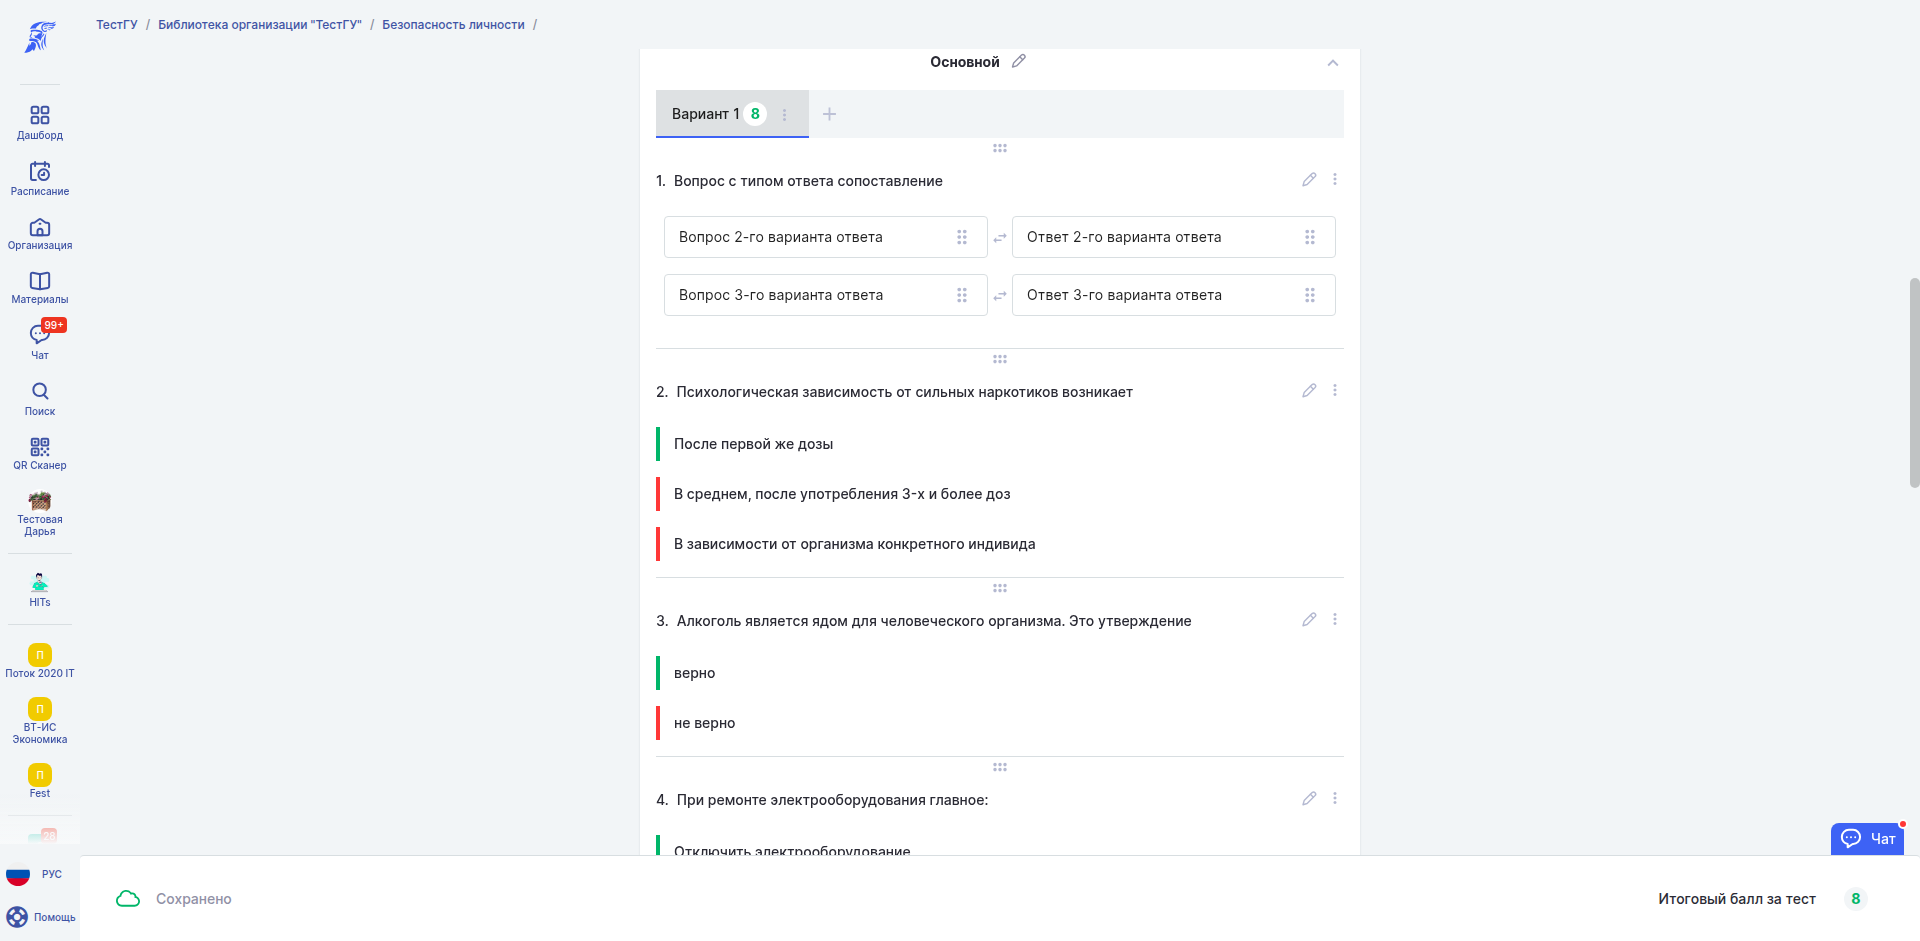 ТестГУ / Библиотека организации "ТестГУ" / Безопасность личности /
Дашборд
Расписание
Организация
Материалы
99+
Чат
Поиск
QR Сканер
Тестовая
Дарья
HITs
П
Поток 2020 IT
П
ВТ-ИС
Экономика
П
Fest
28
РУС
Помощь
Основной
Вариант 1 8
1. Вопрос с типом ответа сопоставление
Вопрос 2-го варианта ответа
Ответ 2-го варианта ответа
Вопрос 3-го варианта ответа
Ответ 3-го варианта ответа
2. Психологическая зависимость от сильных наркотиков возникает
После первой же дозы
В среднем, после употребления 3-х и более доз
В зависимости от организма конкретного индивида
3. Алкоголь является ядом для человеческого организма. Это утверждение
верно
не верно
4. При ремонте электрооборудования главное:
Отключить электрооборудование
Чат
Сохранено
Итоговый балл за тест 8